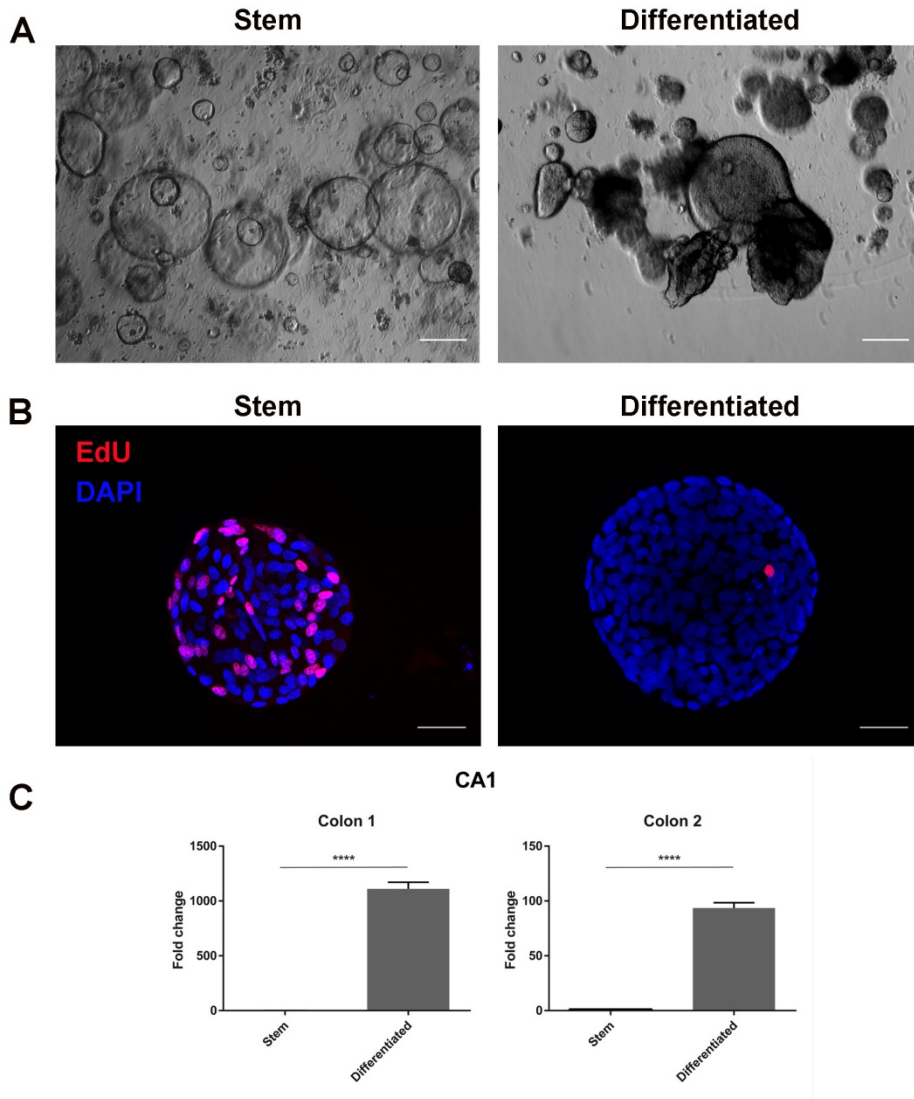 A
Stem
Differentiated
B
Stem
Differentiated
EdU
DAPI
C
CA1
Colon 1
Fold change
1500
1000
500
0
****
Stem
Differentiated
Colon 2
Fold change
150
100
50
0
****
Stem
Differentiated